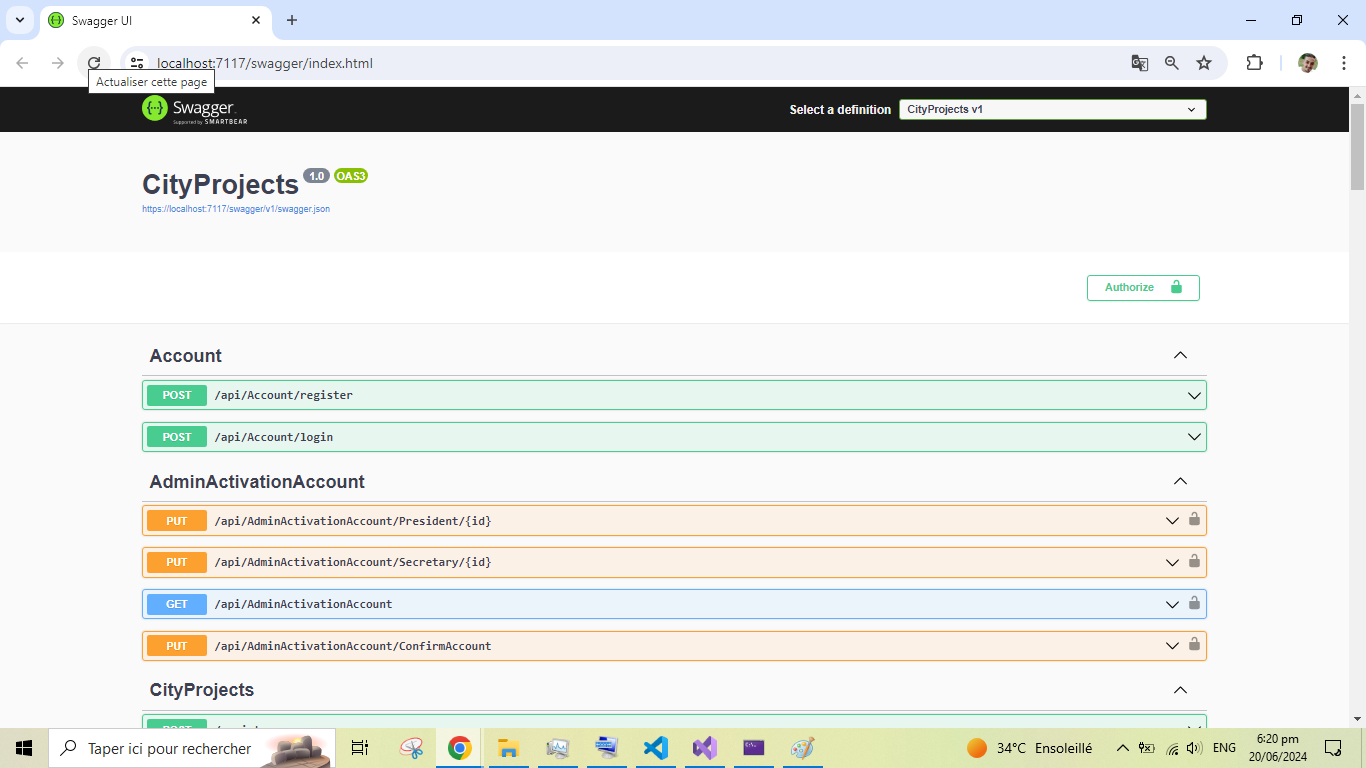 Swagger UI
localhost:7117/swagger/index.html
Actualiser cette page
Swagger
Supported by SMARTBEAR
Select a definition
CityProjects v1
CityProjects 1.0 OAS3
https://localhost:7117/swagger/v1/swagger.json
Authorize
Account
POST /api/Account/register
POST /api/Account/login
AdminActivationAccount
PUT /api/AdminActivationAccount/President/{id}
PUT /api/AdminActivationAccount/Secretary/{id}
GET /api/AdminActivationAccount
PUT /api/AdminActivationAccount/ConfirmAccount
CityProjects
Taper ici pour rechercher
34°C Ensoleillé
ENG
6:20 pm
20/06/2024